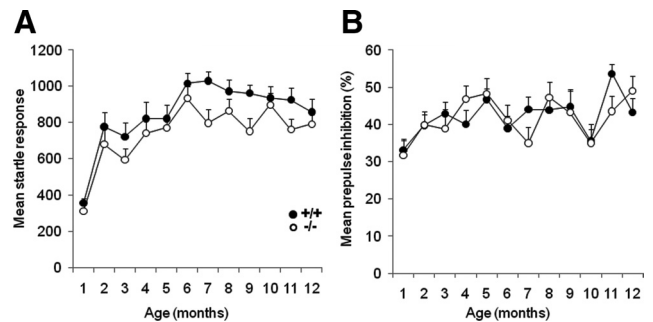 A
1200
1000
800
600
400
200
0
Mean startle response
+/+
-/-
1 2 3 4 5 6 7 8 9 10 11 12
Age (months)
B
60
50
40
30
20
10
0
Mean prepulse inhibition (%)
1 2 3 4 5 6 7 8 9 10 11 12
Age (months)